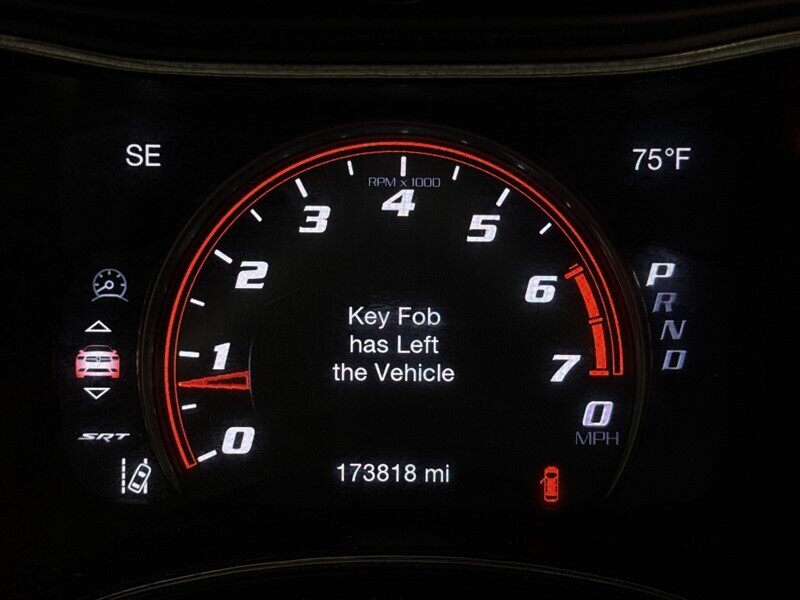 SE
75°F
RPM x 1000
0
1
2
3
4
5
6
7
Key Fob
has Left
the Vehicle
P
R
N
D
0
MPH
SRT
173818 mi